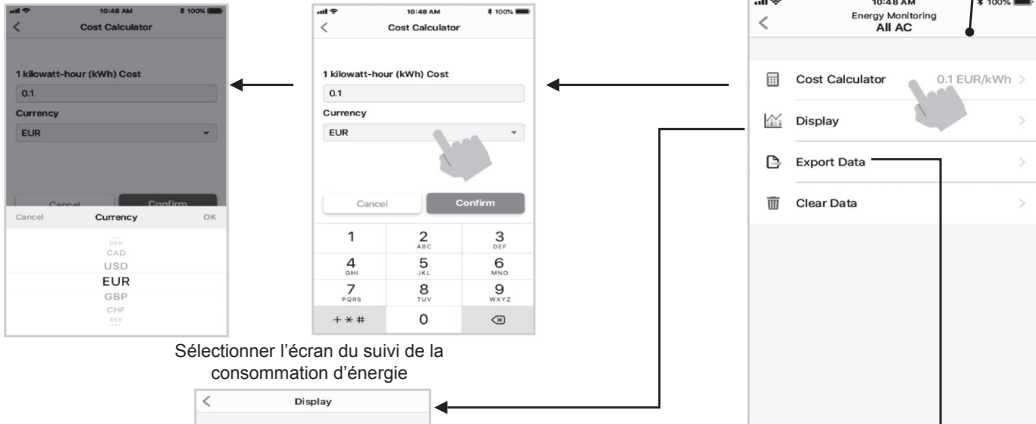 10:48 AM
100%
Cost Calculator
1 kilowatt-hour (kWh) Cost
0.1
Currency
EUR
Cancel
Confirm
Cancel
Currency
OK
CAD
USD
EUR
GBP
CHF
SEK
10:48 AM
100%
Cost Calculator
1 kilowatt-hour (kWh) Cost
0.1
Currency
EUR
Cancel
Confirm
1
2
ABC
3
DEF
4
GHI
5
JKL
6
MNO
7
PQRS
8
TUV
9
WXYZ
+*#
0
10:48 AM
100%
Energy Monitoring
All AC
Cost Calculator 0.1 EUR/kWh
Display
Export Data
Clear Data
Sélectionner l'écran du suivi de la
consommation d'énergie
Display